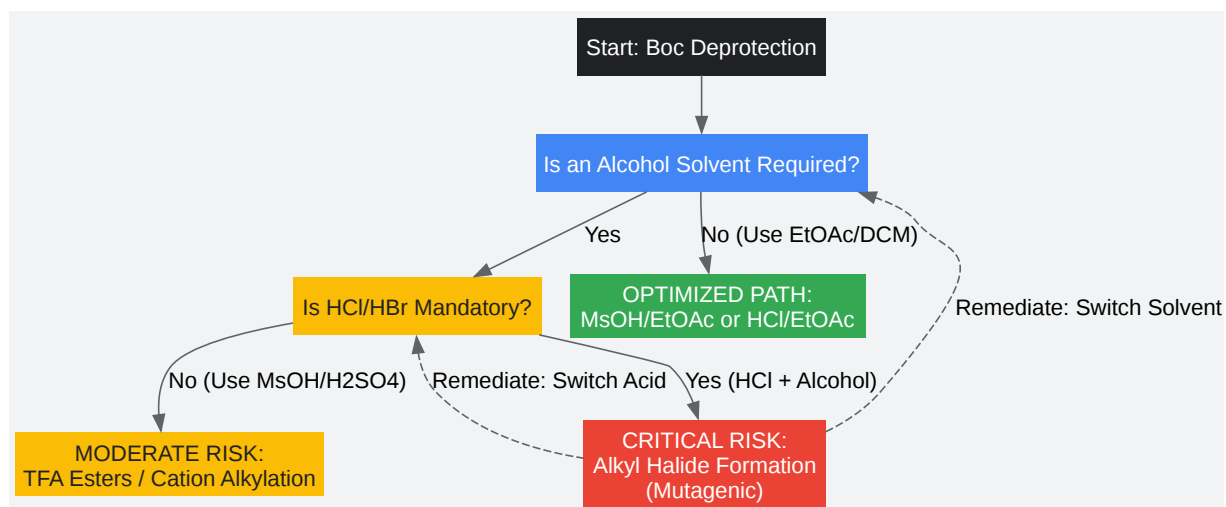 Start: Boc Deprotection
Is an Alcohol Solvent Required?
Yes
No (Use EtOAc/DCM)
Is HCl/HBr Mandatory?
OPTIMIZED PATH:
MsOH/EtOAc or HCl/EtOAc
Remediate: Switch Solvent
No (Use MsOH/H2SO4)
Remediate: Switch Acid
Yes (HCl + Alcohol)
MODERATE RISK:
TFA Esters / Cation Alkylation
CRITICAL RISK:
Alkyl Halide Formation
(Mutagenic)